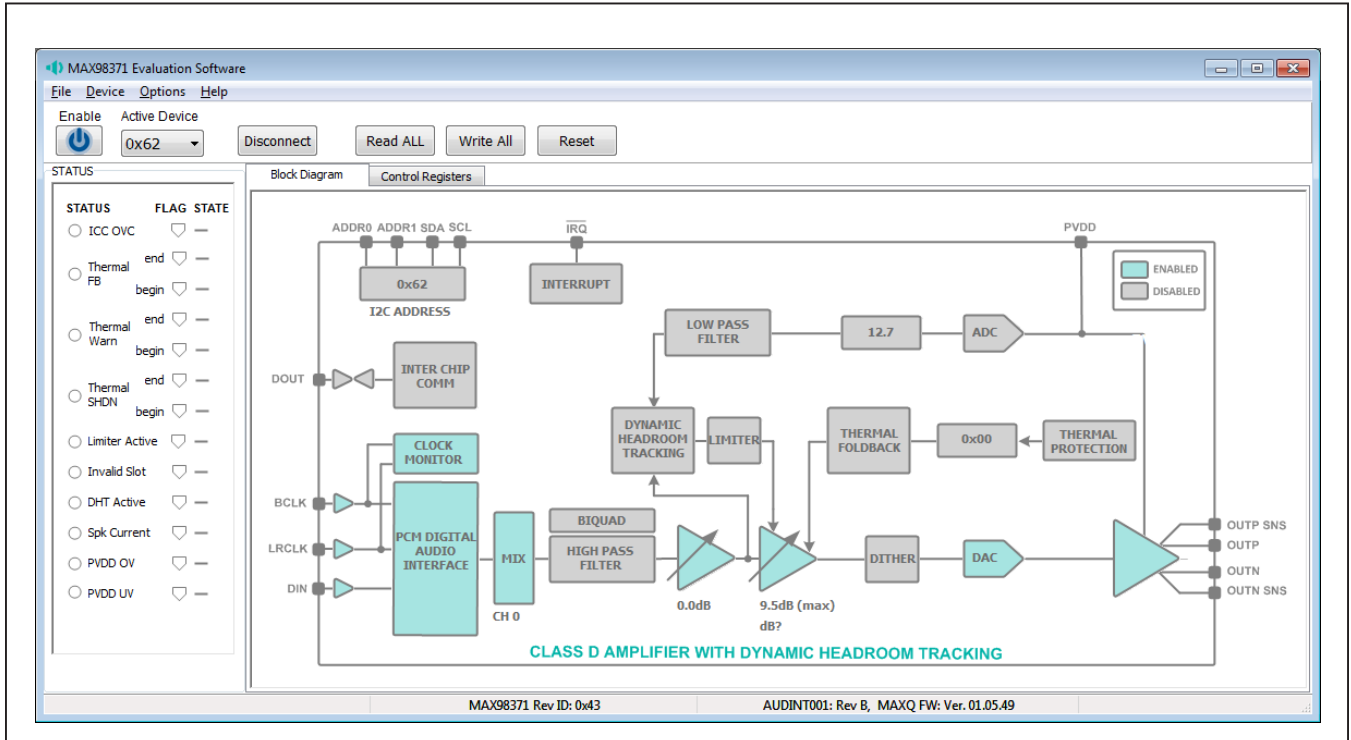 MAX98371 Evaluation Software
File Device Options Help
Enable Active Device
0x62
Disconnect
Read ALL
Write All
Reset
STATUS
STATUS FLAG STATE
ICC OVC
Thermal FB
end
begin
Thermal Warn
end
begin
Thermal SHDN
end
begin
Limiter Active
Invalid Slot
DHT Active
Spk Current
PVDD OV
PVDD UV
Block Diagram
Control Registers
ADDR0 ADDR1 SDA SCL
IRQ
PVDD
0x62
I2C ADDRESS
INTERRUPT
ENABLED
DISABLED
LOW PASS
FILTER
12.7
ADC
DOUT
INTER CHIP
COMM
DYNAMIC
HEADROOM
TRACKING
LIMITER
THERMAL
FOLDBACK
0x00
THERMAL
PROTECTION
CLOCK
MONITOR
BCLK
LRCLK
DIN
PCM DIGITAL
AUDIO
INTERFACE
MIX
CH 0
BIQUAD
HIGH PASS
FILTER
0.0dB
9.5dB (max)
dB?
DITHER
DAC
OUTP SNS
OUTP
OUTN
OUTN SNS
CLASS D AMPLIFIER WITH DYNAMIC HEADROOM TRACKING
MAX98371 Rev ID: 0x43
AUDINT001: Rev B, MAXQ FW: Ver. 01.05.49